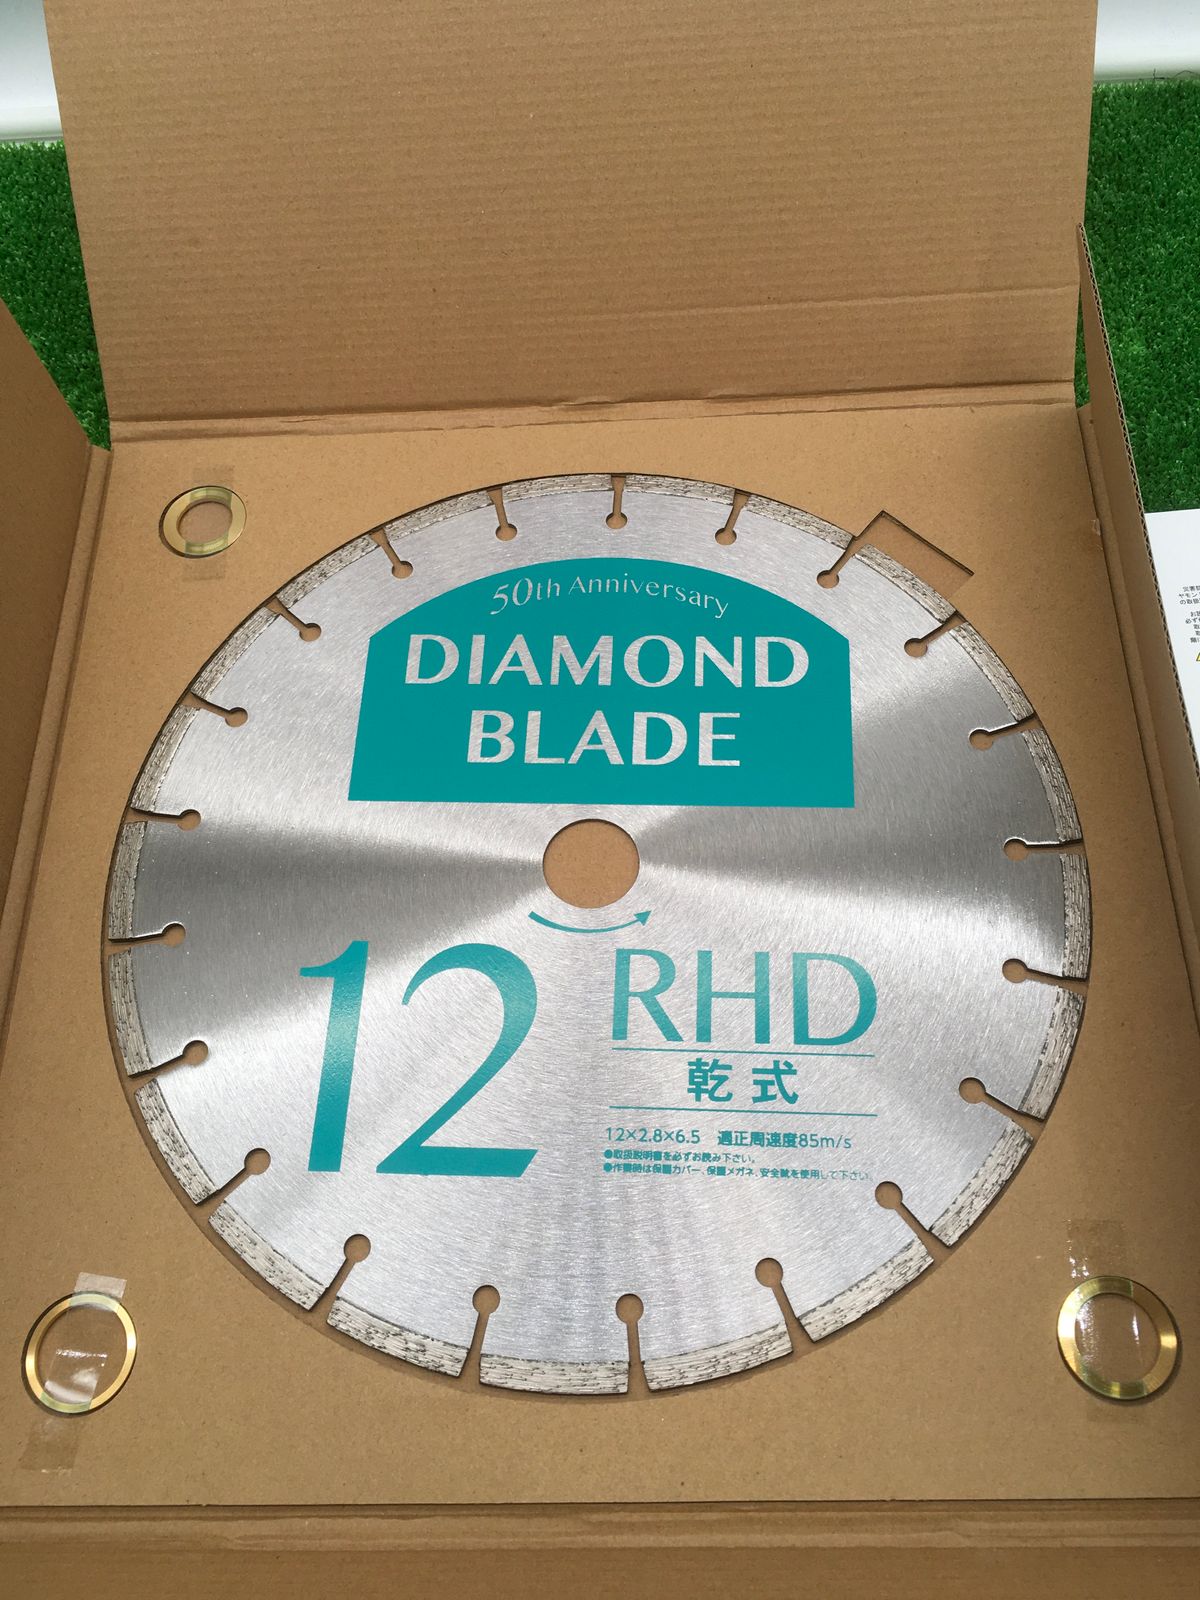 50th Anniversary
DIAMOND
BLADE
12
RHD
乾式
12×2.8×6.5 適正周速度85m/s
●取扱説明書を必ずお読み下さい。
●作業時は保護カバー、保護メガネ、安全靴を使用して下さい。